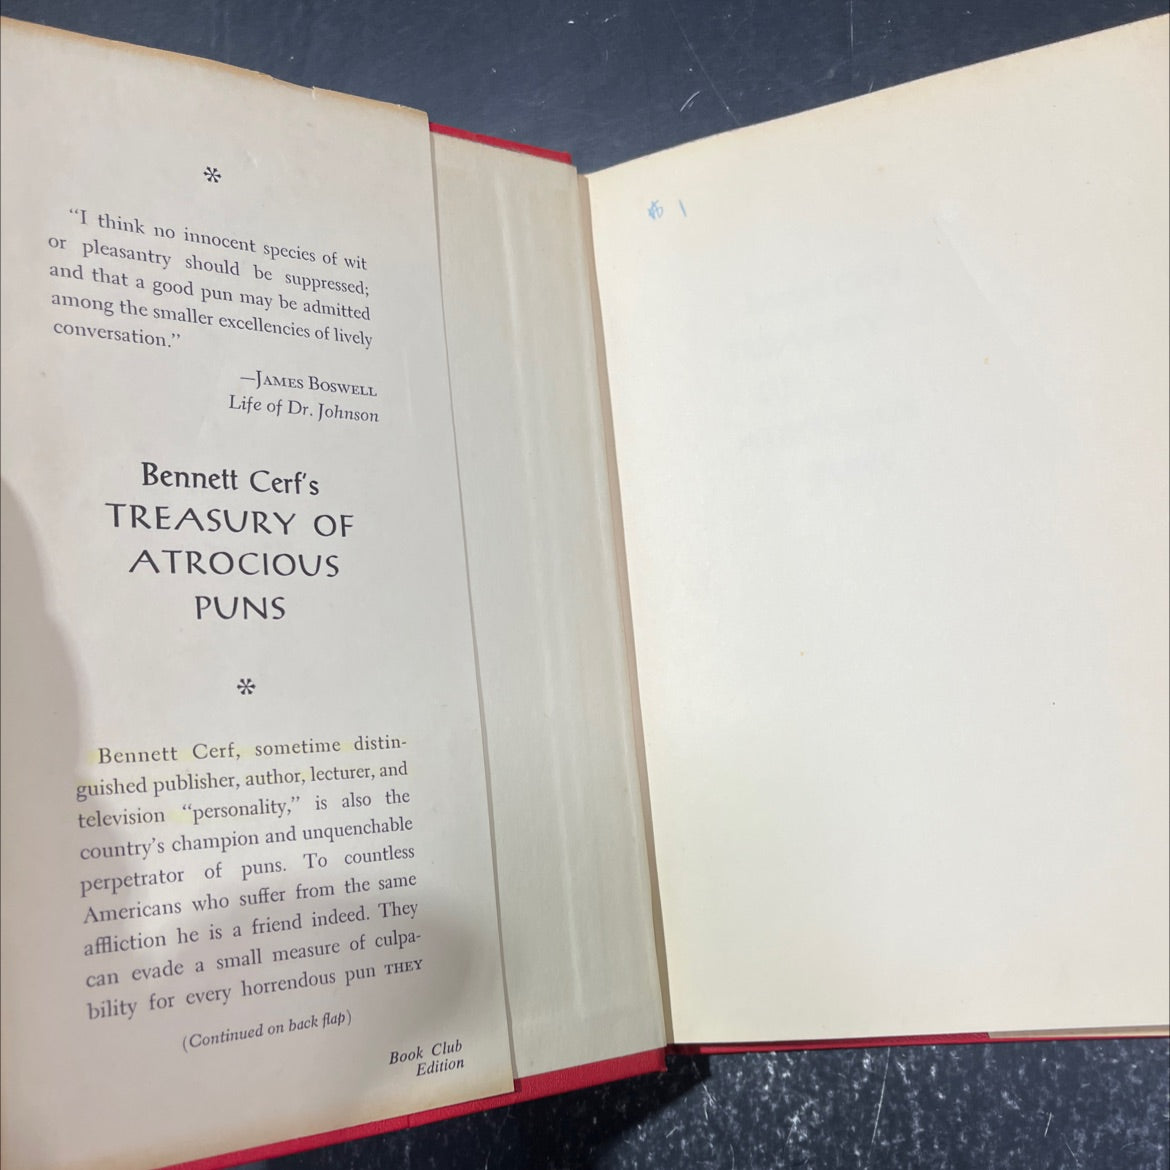 *
“I think no innocent species of wit
or pleasantry should be suppressed;
and that a good pun may be admitted
among the smaller excellencies of lively
conversation.”
—JAMES BOSWELL
Life of Dr. Johnson
Bennett Cerf's
TREASURY OF
ATROCIOUS
PUNS
*
Bennett Cerf, sometime distin-
guished publisher, author, lecturer, and
television “personality,” is also the
country's champion and unquenchable
perpetrator of puns. To countless
Americans who suffer from the same
affliction he is a friend indeed. They
can evade a small measure of culpa-
bility for every horrendous pun THEY
(Continued on back flap)
Book Club
Edition
$ 1